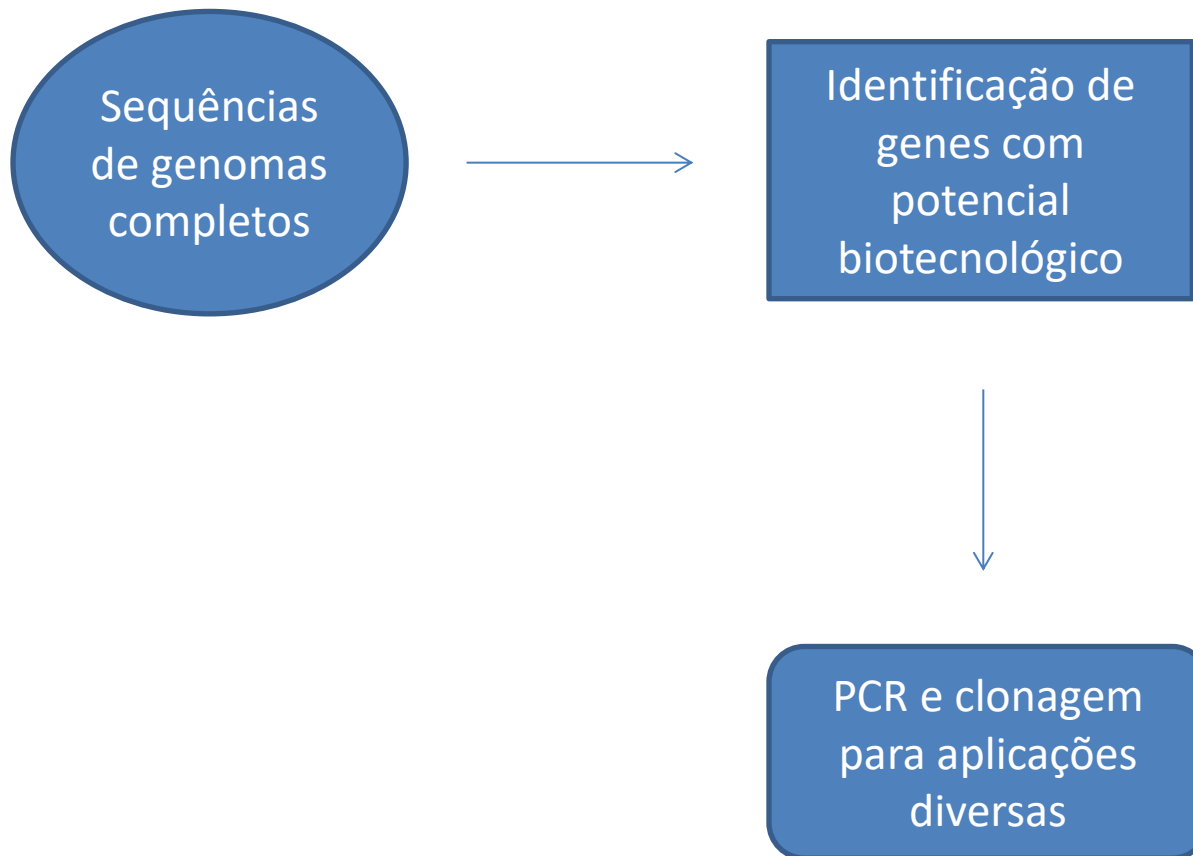 Sequências
de genomas
completos
Identificação de
genes com
potencial
biotecnológico
PCR e clonagem
para aplicações
diversas